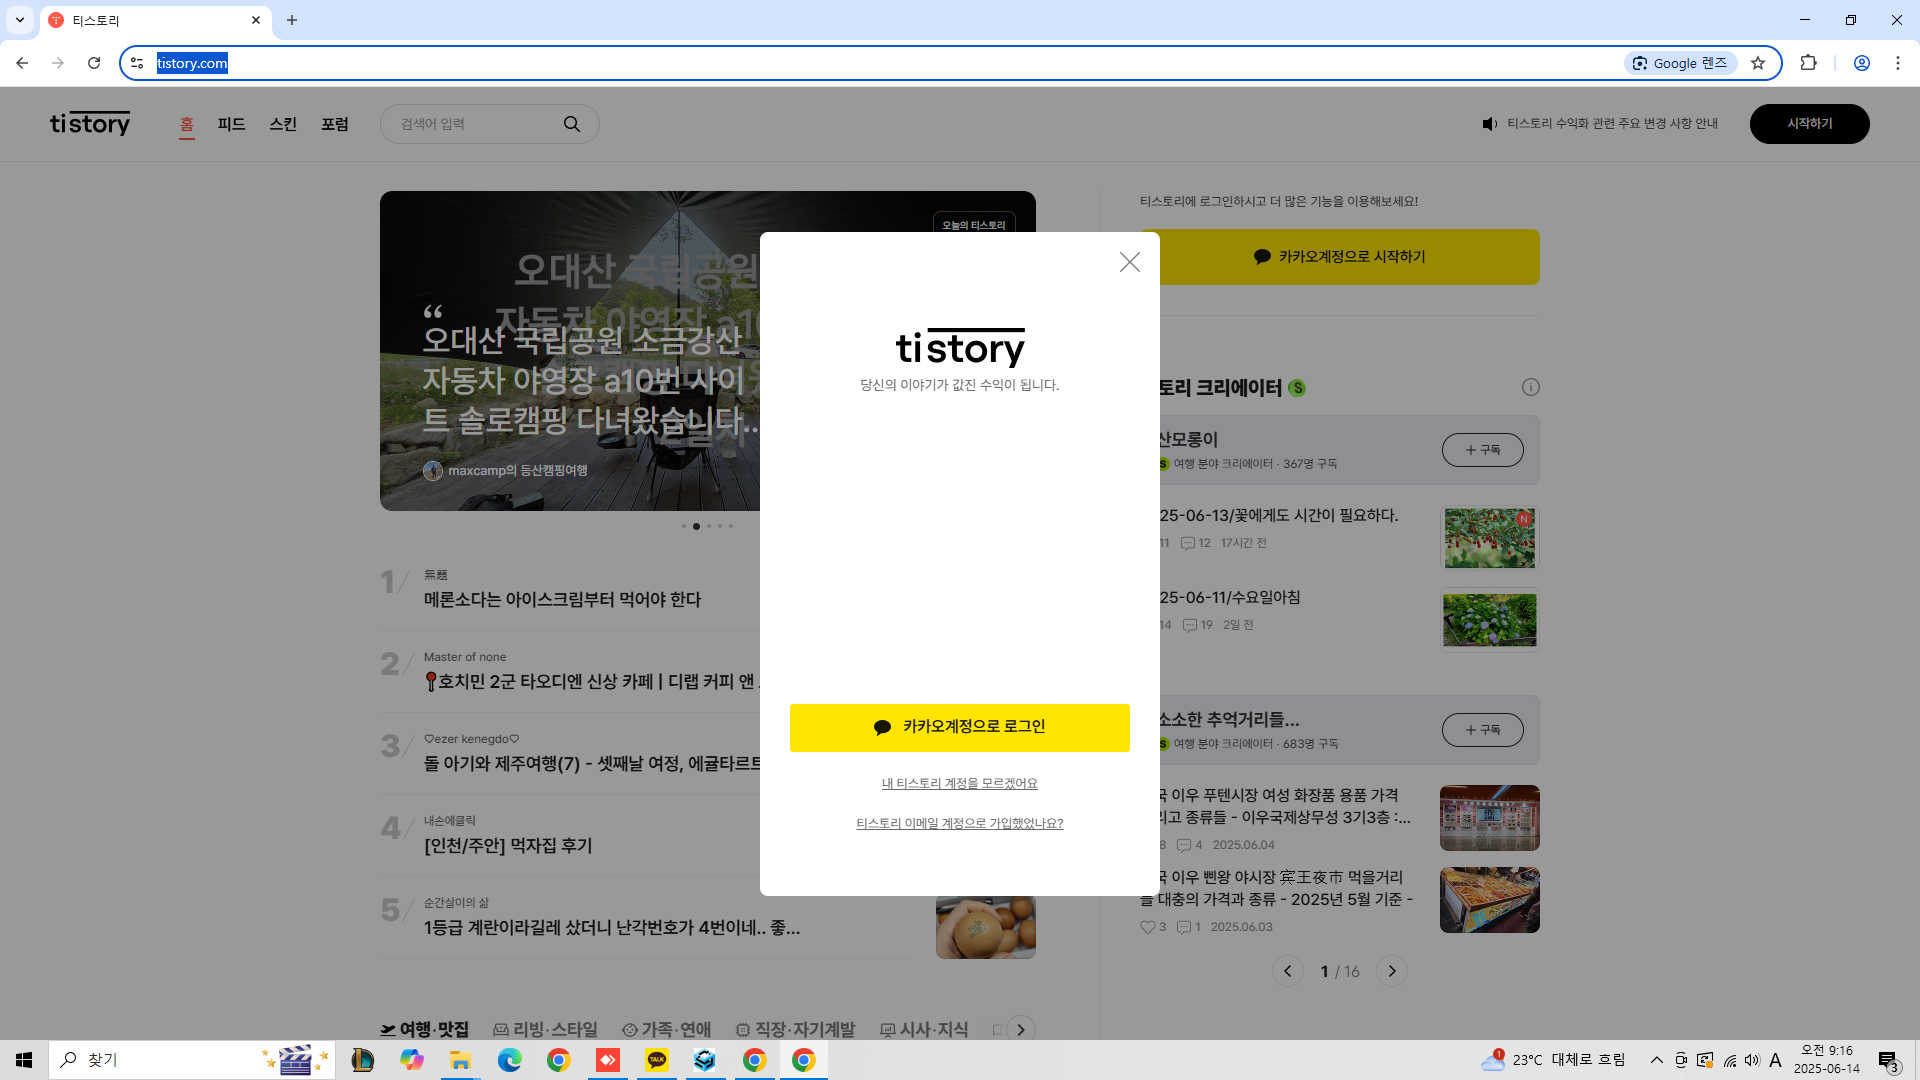 티스토리
tistory.com
Google 렌즈
tistory
홈
피드
스킨
포럼
검색어 입력
티스토리 수익화 관련 주요 변경 사항 안내
시작하기
오늘의 티스토리
오대산 국립공원
자동차 야영장 a10
“
오대산 국립공원 소금강산
자동차 야영장 a10번 사이
트 솔로캠핑 다녀왔습니다..
maxcamp의 등산캠핑여행
티스토리에 로그인하시고 더 많은 기능을 이용해보세요!
카카오계정으로 시작하기
tistory
당신의 이야기가 값진 수익이 됩니다.
카카오계정으로 로그인
내 티스토리 계정을 모르겠어요
티스토리 이메일 계정으로 가입했었나요?
1
無題
메론소다는 아이스크림부터 먹어야 한다
2
Master of none
호치민 2군 타오디엔 신상 카페 | 디랩 커피 앤
3
♡ezer kenegdo♡
돌 아기와 제주여행(7) - 셋째날 여정, 에귤타르트
4
내손에클릭
[인천/주안] 먹자집 후기
5
순간살이의 삶
1등급 계란이라길레 샀더니 난각번호가 4번이네.. 좋...
토리 크리에이터 S
산모롱이
S 여행 분야 크리에이터 · 367명 구독
+ 구독
25-06-13/꽃에게도 시간이 필요하다.
11 12 17시간 전
N
25-06-11/수요일아침
14 19 2일 전
소소한 추억거리들...
S 여행 분야 크리에이터 · 683명 구독
+ 구독
국 이우 푸텐시장 여성 화장품 용품 가격
리고 종류들 - 이우국제상무성 3기3층 :...
8 4 2025.06.04
국 이우 삔왕 야시장 宾王夜市 먹을거리
들 대충의 가격과 종류 - 2025년 5월 기준 -
3 1 2025.06.03
1 / 16
여행·맛집
리빙·스타일
가족·연애
직장·자기계발
시사·지식
찾기
TALK
1
23°C 대체로 흐림
A
오전 9:16
2025-06-14
3